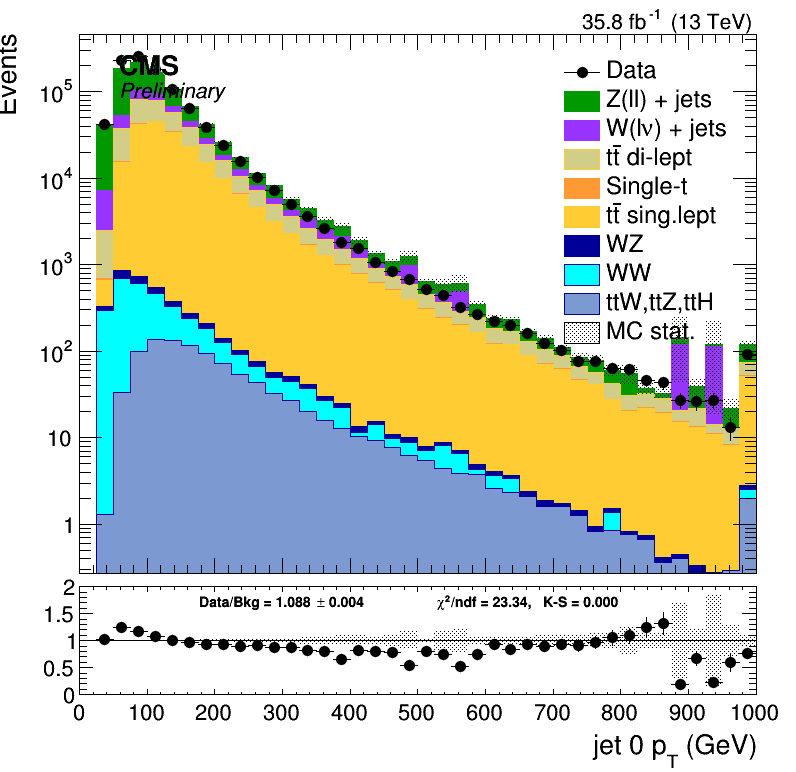 35.8 fb⁻¹ (13 TeV)
Events
CMS
Preliminary
Data
Z(ll) + jets
W(lv) + jets
tt̄ di-lept
Single-t
tt̄ sing.lept
WZ
WW
ttW,ttZ,ttH
MC stat.
10⁵
10⁴
10³
10²
10
1
Data/Bkg = 1.088 ± 0.004 χ²/ndf = 23.34, K-S = 0.000
2
1.5
1
0.5
0
0 100 200 300 400 500 600 700 800 900 1000
jet 0 p_T (GeV)